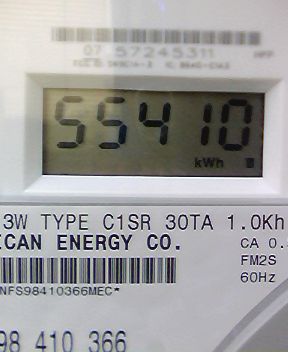 07 57245311
55410
kWh
3W TYPE C1SR 30TA 1.0Kh
ICAN ENERGY CO.
CA 0.
FM2S
60Hz
NFS98410366MEC*
98 410 366